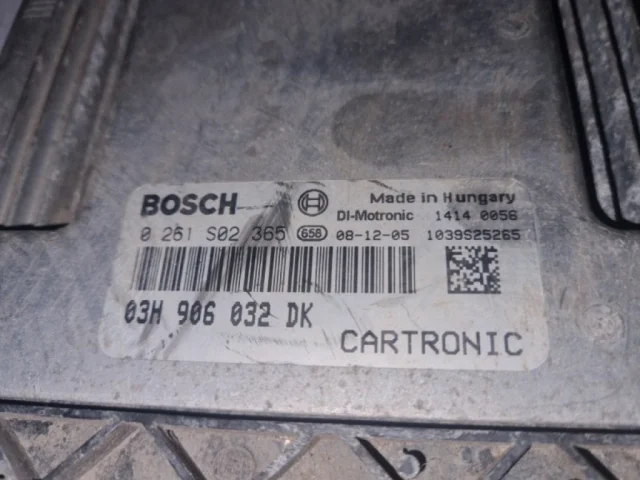 BOSCH Made in Hungary
DI-Motronic 1414 0056
0 261 S02 365 658 08-12-05 1039S25265
03H 906 032 DK
CARTRONIC